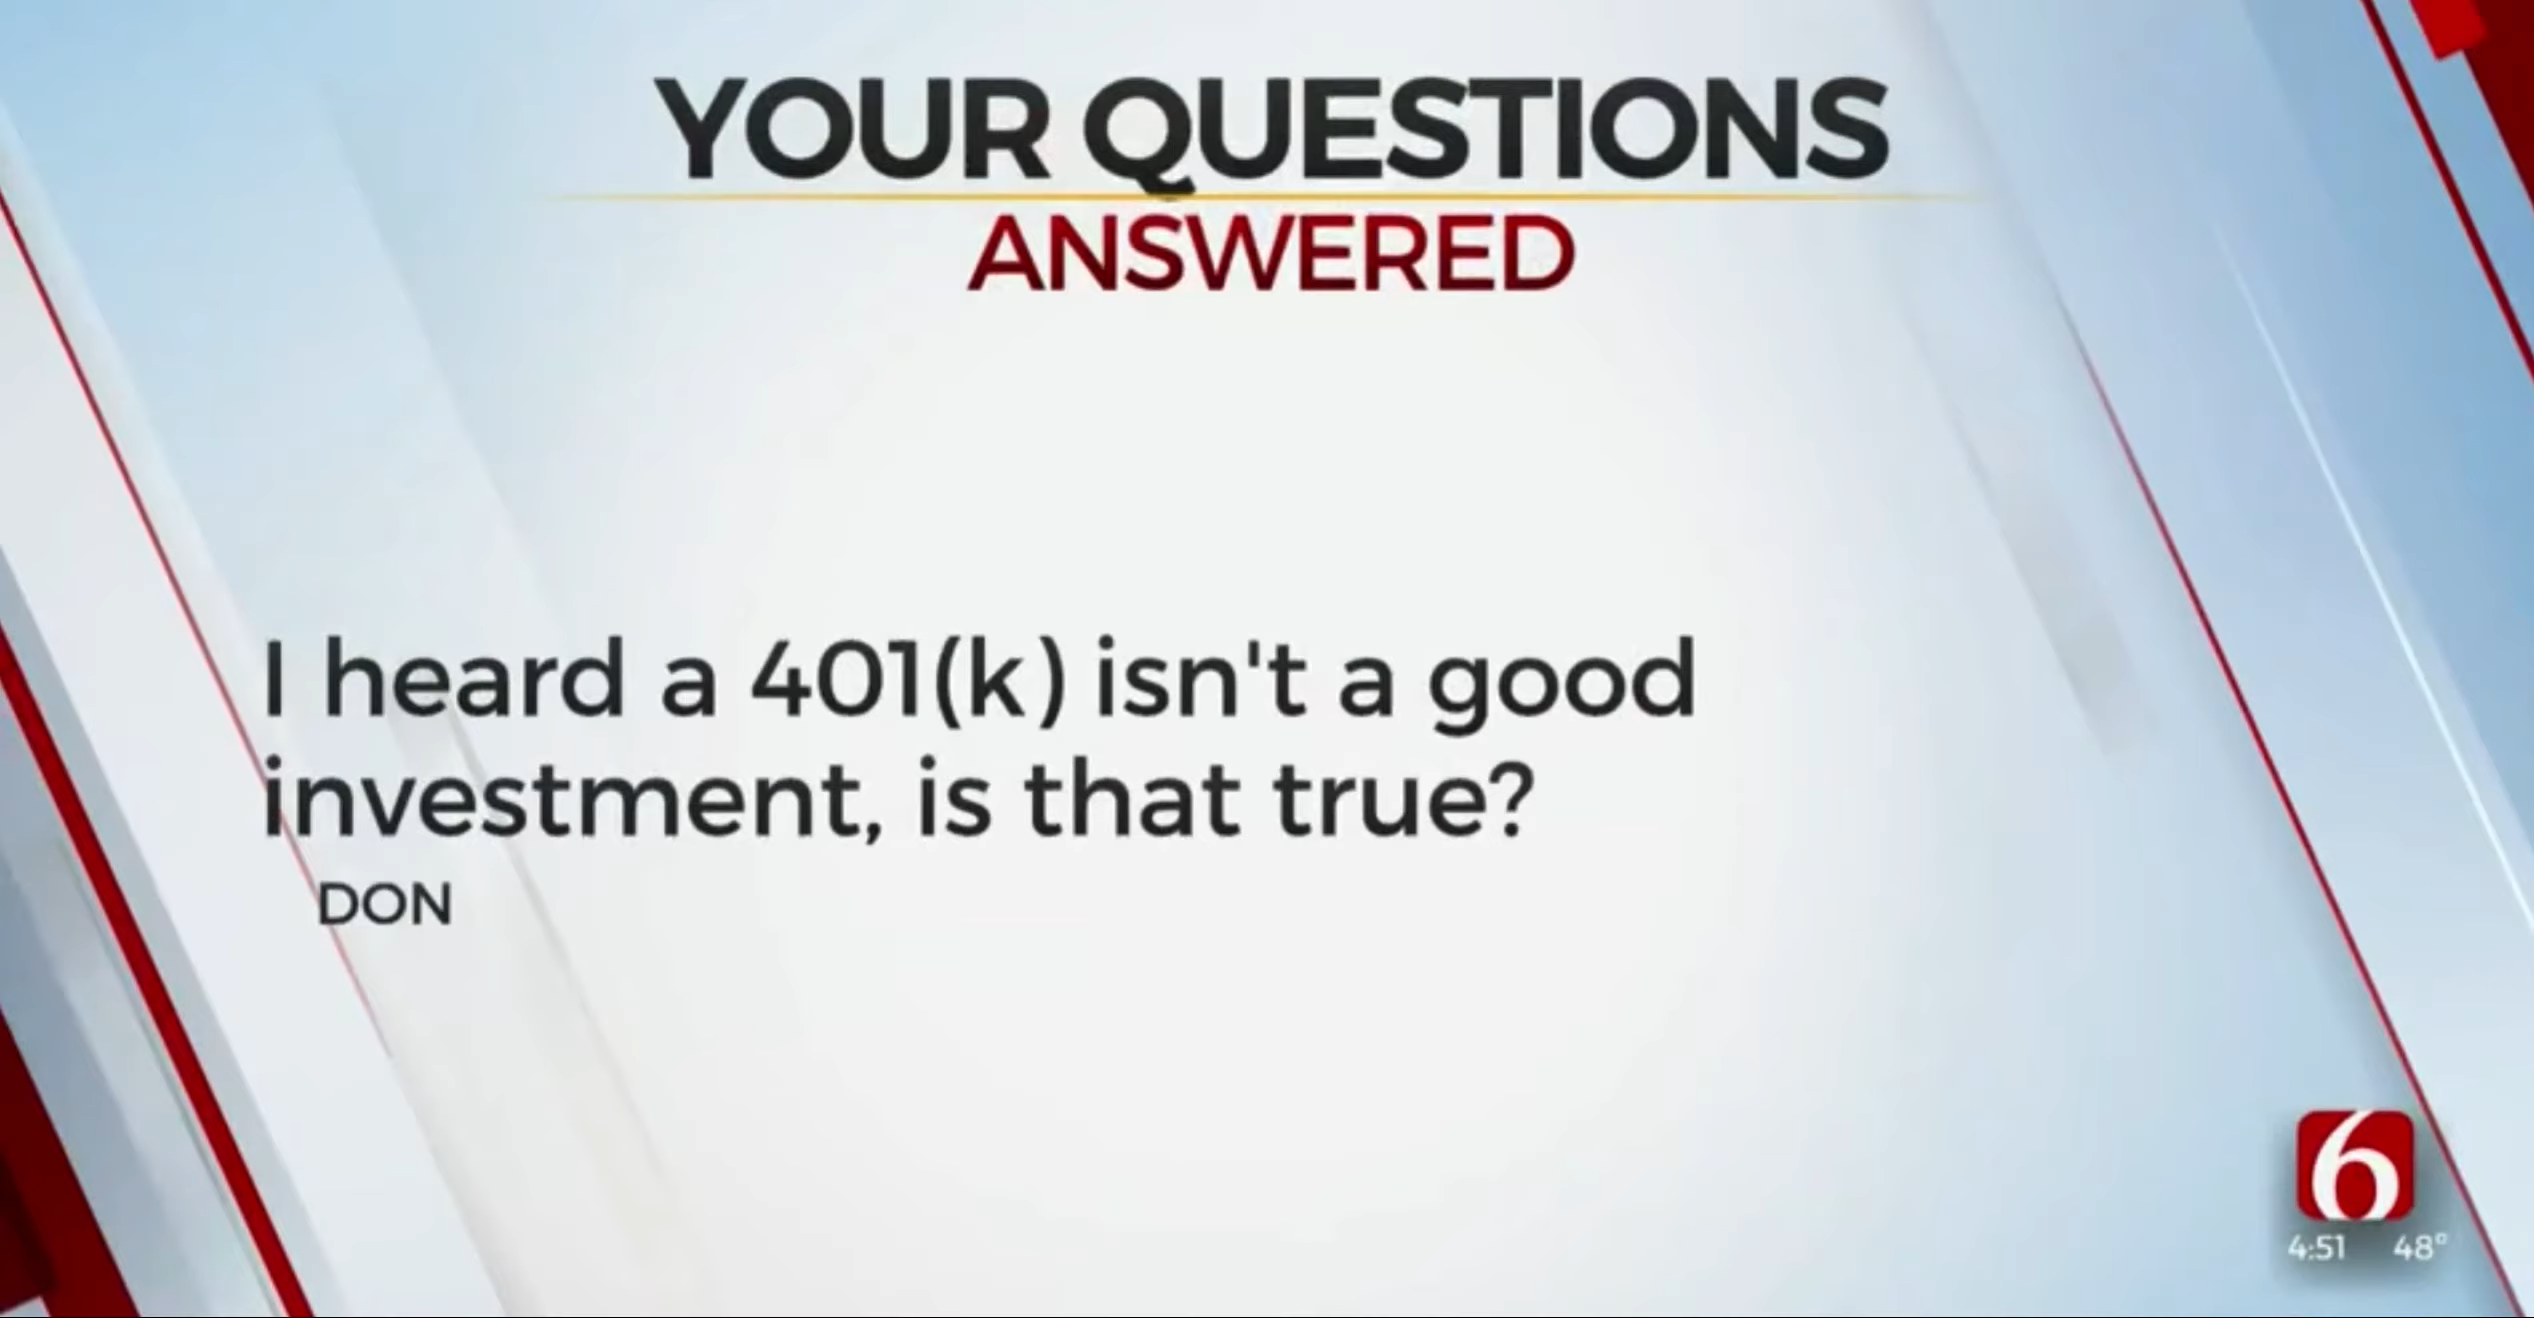 YOUR QUESTIONS
ANSWERED
I heard a 401(k) isn't a good
investment, is that true?
DON
6
4:51 48°